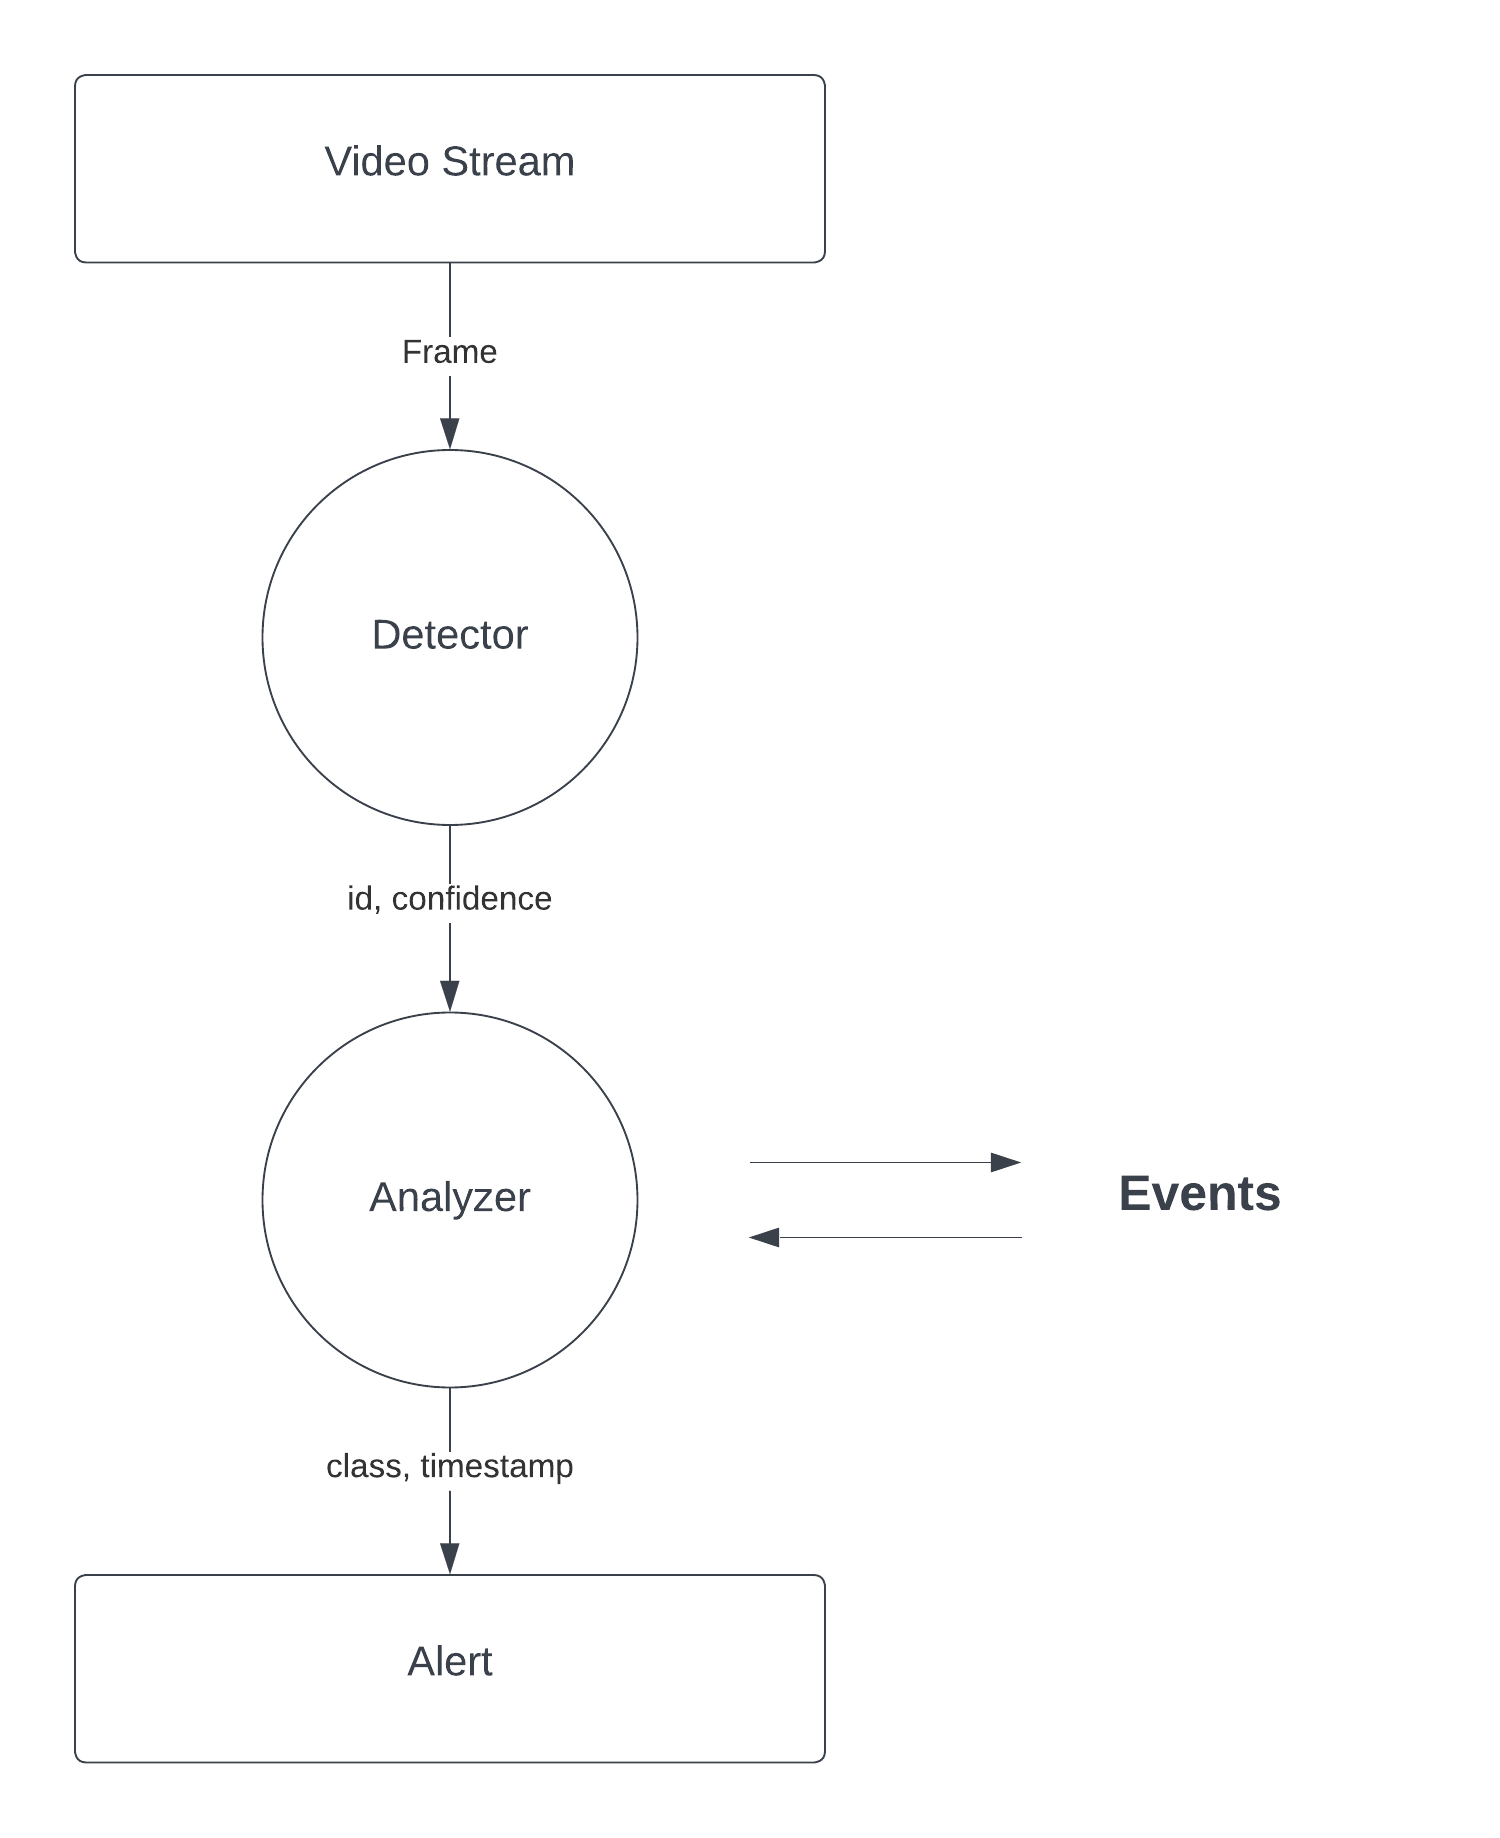 Video Stream
Frame
Detector
id, confidence
Analyzer
Events
class, timestamp
Alert